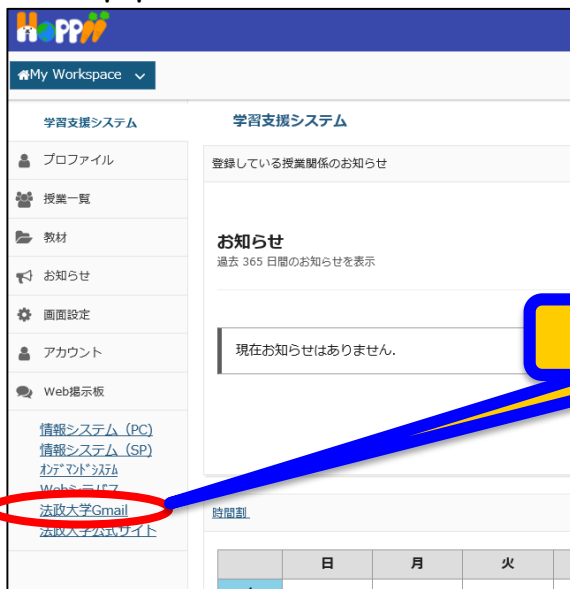 Hoppii
My Workspace
学習支援システム
プロファイル
授業一覧
教材
お知らせ
画面設定
アカウント
Web掲示板
情報システム（PC)
情報システム（SP)
ｵﾝﾃﾞﾏﾝﾄﾞｼｽﾃﾑ
Webシラバス
法政大学Gmail
法政大学公式サイト
学習支援システム
登録している授業関係のお知らせ
お知らせ
過去 365 日間のお知らせを表示
現在お知らせはありません.
時間割
日 月 火